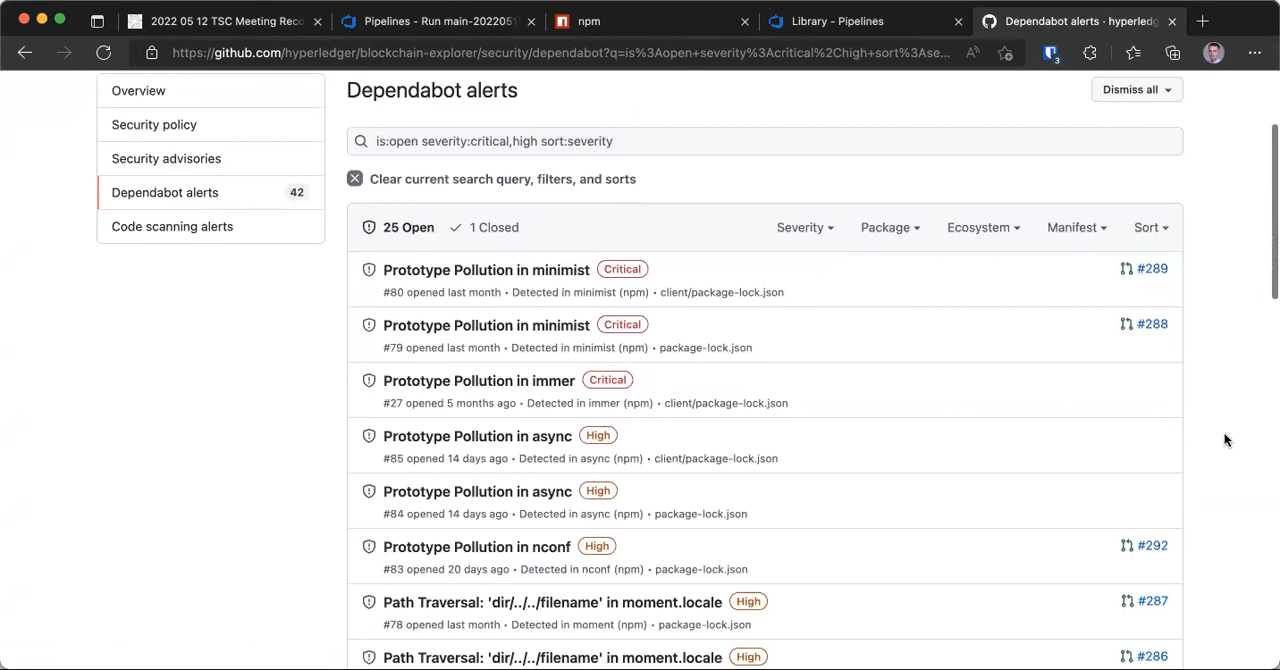 2022 05 12 TSC Meeting Reco
Pipelines - Run main-2022051
npm
Library - Pipelines
Dependabot alerts · hyperledg
https://github.com/hyperledger/blockchain-explorer/security/dependabot?q=is%3Aopen+severity%3Acritical%2Chigh+sort%3Ase...
3
Overview
Security policy
Security advisories
Dependabot alerts 42
Code scanning alerts
Dependabot alerts
Dismiss all
is:open severity:critical,high sort:severity
Clear current search query, filters, and sorts
25 Open 1 Closed Severity Package Ecosystem Manifest Sort
Prototype Pollution in minimist Critical #289
#80 opened last month • Detected in minimist (npm) • client/package-lock.json
Prototype Pollution in minimist Critical #288
#79 opened last month • Detected in minimist (npm) • package-lock.json
Prototype Pollution in immer Critical
#27 opened 5 months ago • Detected in immer (npm) • client/package-lock.json
Prototype Pollution in async High
#85 opened 14 days ago • Detected in async (npm) • client/package-lock.json
Prototype Pollution in async High
#84 opened 14 days ago • Detected in async (npm) • package-lock.json
Prototype Pollution in nconf High #292
#83 opened 20 days ago • Detected in nconf (npm) • package-lock.json
Path Traversal: 'dir/../../filename' in moment.locale High #287
#78 opened last month • Detected in moment (npm) • package-lock.json
Path Traversal: 'dir/../../filename' in moment.locale High #286